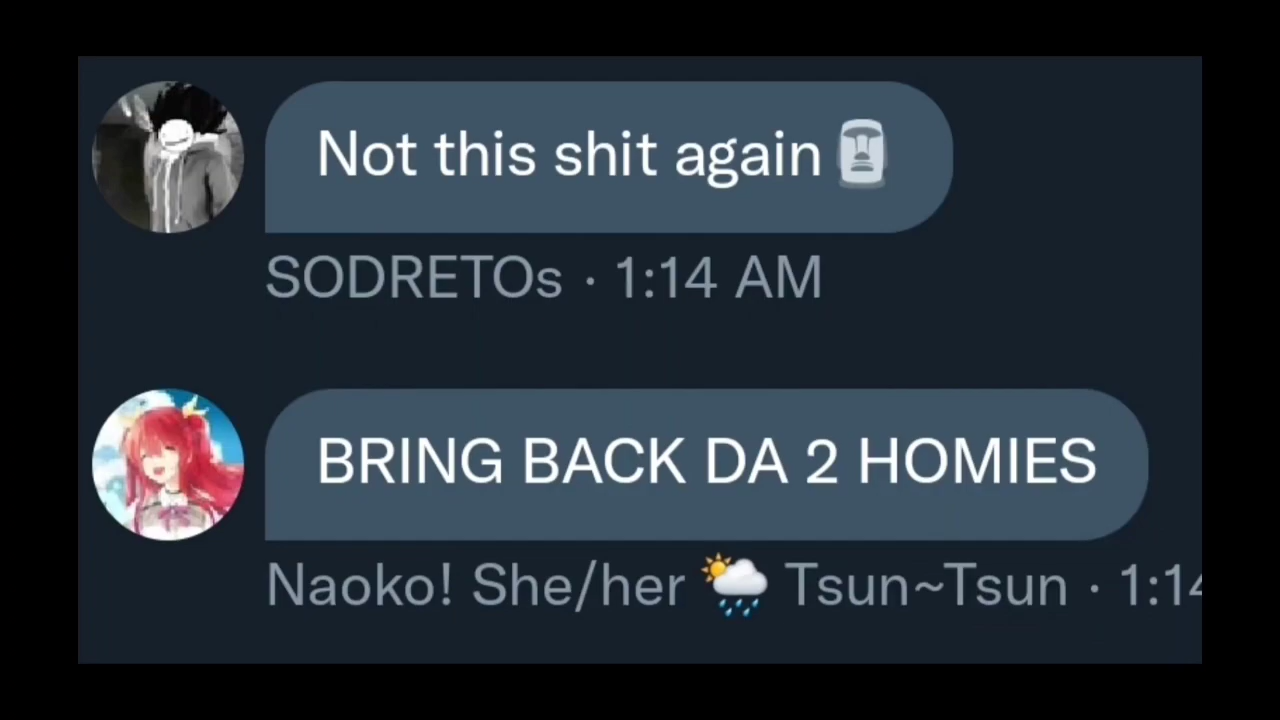 Not this shit again 🗿
SODRETOs · 1:14 AM
BRING BACK DA 2 HOMIES
Naoko! She/her 🌦️ Tsun~Tsun · 1:14